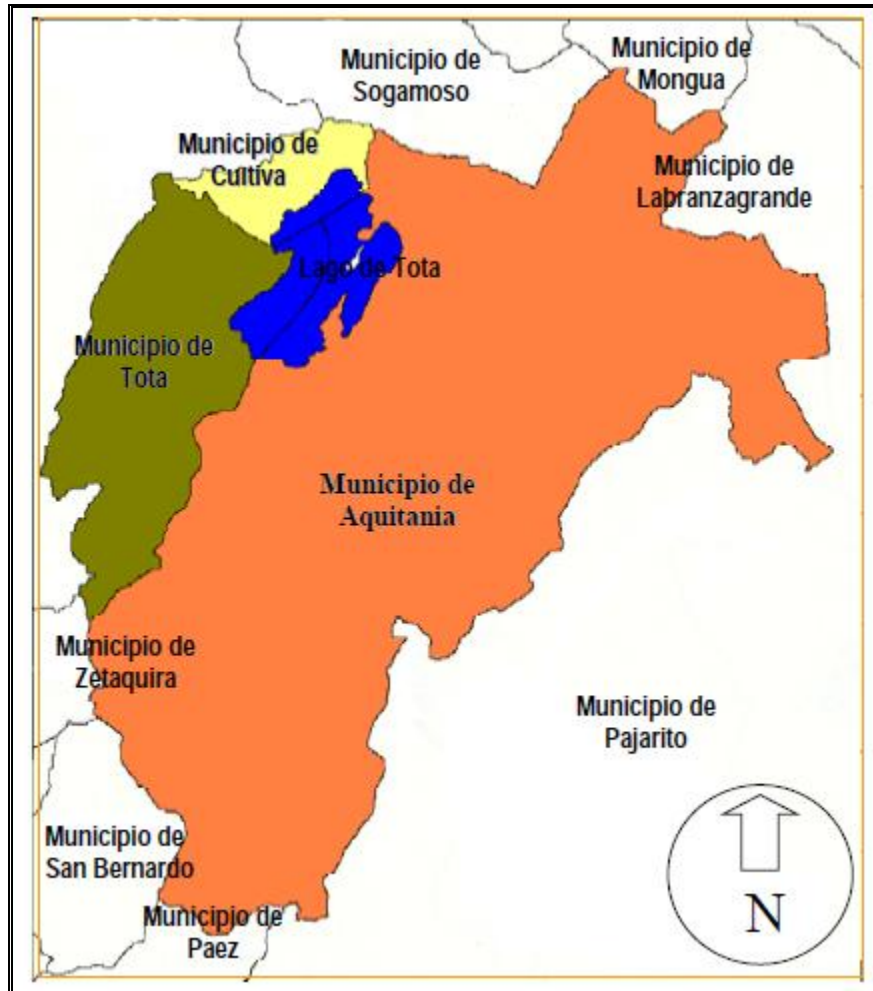 Municipio de
Sogamoso
Municipio de
Mongua
Municipio de
Cultiva
Municipio de
Labranzagrande
Lago de Tota
Municipio de
Tota
Municipio de
Aquitania
Municipio de
Zetaquira
Municipio de
Pajarito
Municipio de
San Bernardo
Municipio de
Paez
N